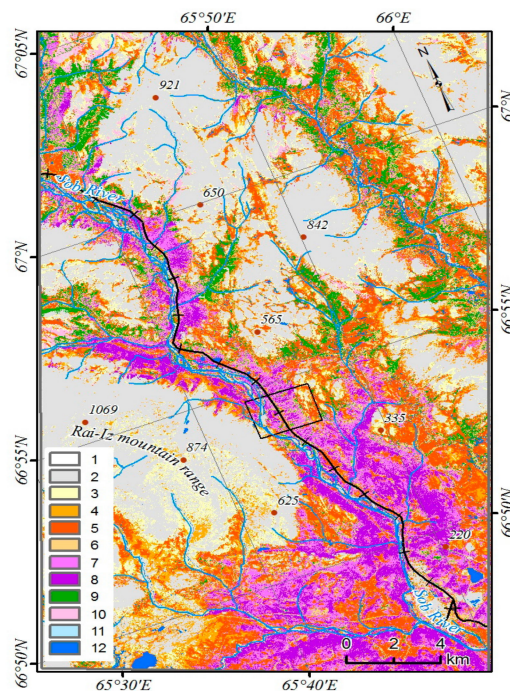 65°50'E
66°E
67°05'N
N
921
67°N
Sob River
650
842
67°N
565
66°55'N
1069
Rai-Iz mountain range
874
335
66°55'N
625
220
66°50'N
1
2
3
4
5
6
7
8
9
10
11
12
Sob River
0 2 4
km
66°50'N
65°30'E
65°40'E